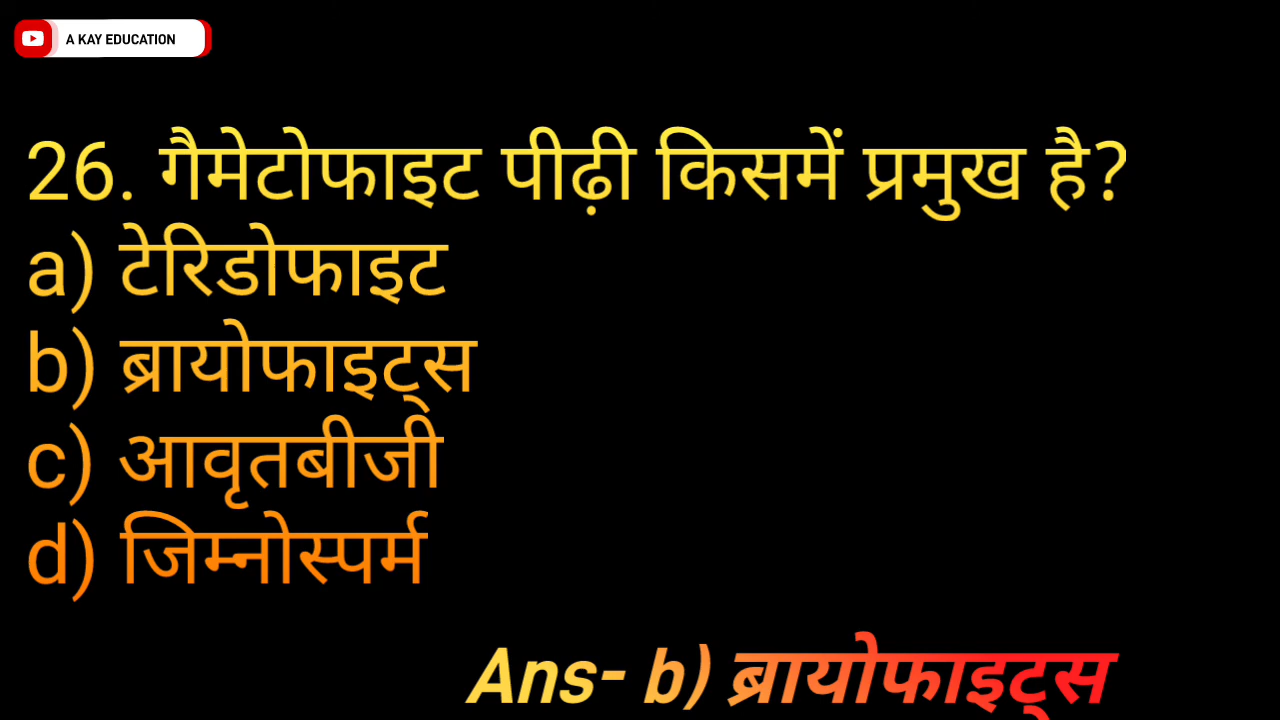 A KAY EDUCATION
26. गैमेटोफाइट पीढ़ी किसमें प्रमुख है?
a) टेरिडोफाइट
b) ब्रायोफाइट्स
c) आवृतबीजी
d) जिम्नोस्पर्म
Ans- b) ब्रायोफाइट्स